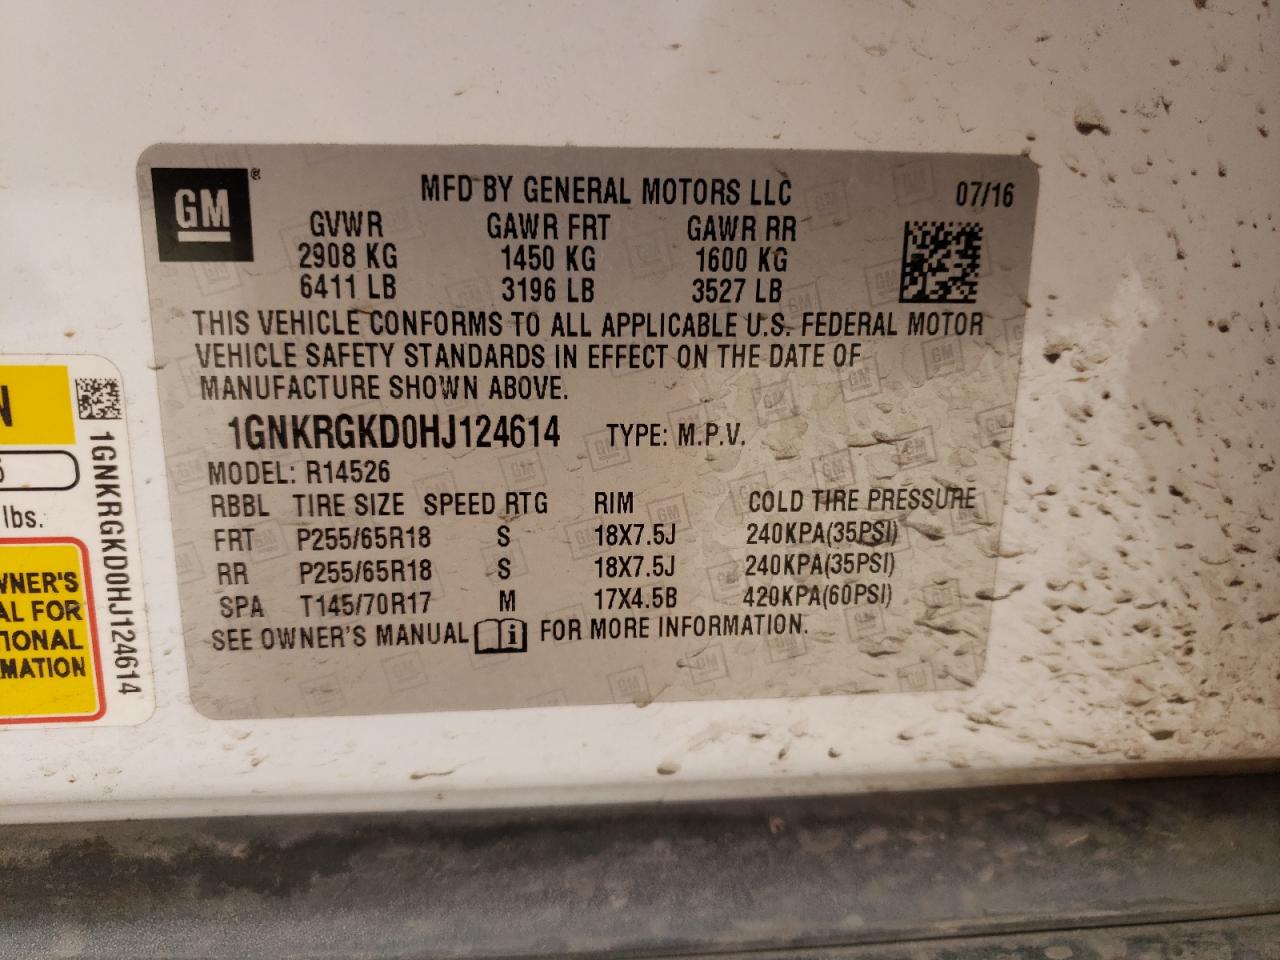 GM ®
MFD BY GENERAL MOTORS LLC 07/16
GVWR GAWR FRT GAWR RR
2908 KG 1450 KG 1600 KG
6411 LB 3196 LB 3527 LB
THIS VEHICLE CONFORMS TO ALL APPLICABLE U.S. FEDERAL MOTOR
VEHICLE SAFETY STANDARDS IN EFFECT ON THE DATE OF
MANUFACTURE SHOWN ABOVE.
1GNKRGKD0HJ124614 TYPE: M.P.V.
MODEL: R14526
RBBL TIRE SIZE SPEED RTG RIM COLD TIRE PRESSURE
FRT P255/65R18 S 18X7.5J 240KPA(35PSI)
RR P255/65R18 S 18X7.5J 240KPA(35PSI)
SPA T145/70R17 M 17X4.5B 420KPA(60PSI)
SEE OWNER'S MANUAL i FOR MORE INFORMATION.
N
lbs.
WNER'S
AL FOR
TIONAL
MATION
1GNKRGKD0HJ124614